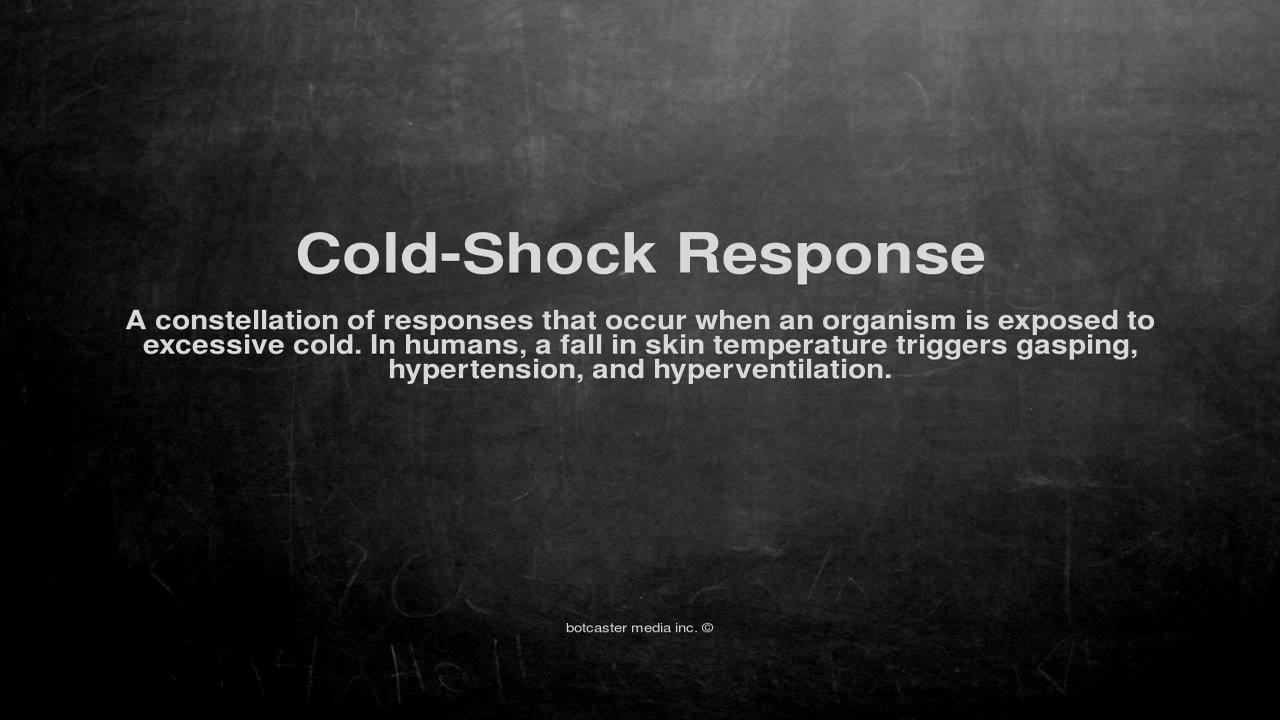 Cold-Shock Response
A constellation of responses that occur when an organism is exposed to
excessive cold. In humans, a fall in skin temperature triggers gasping,
hypertension, and hyperventilation.
botcaster media inc. ©